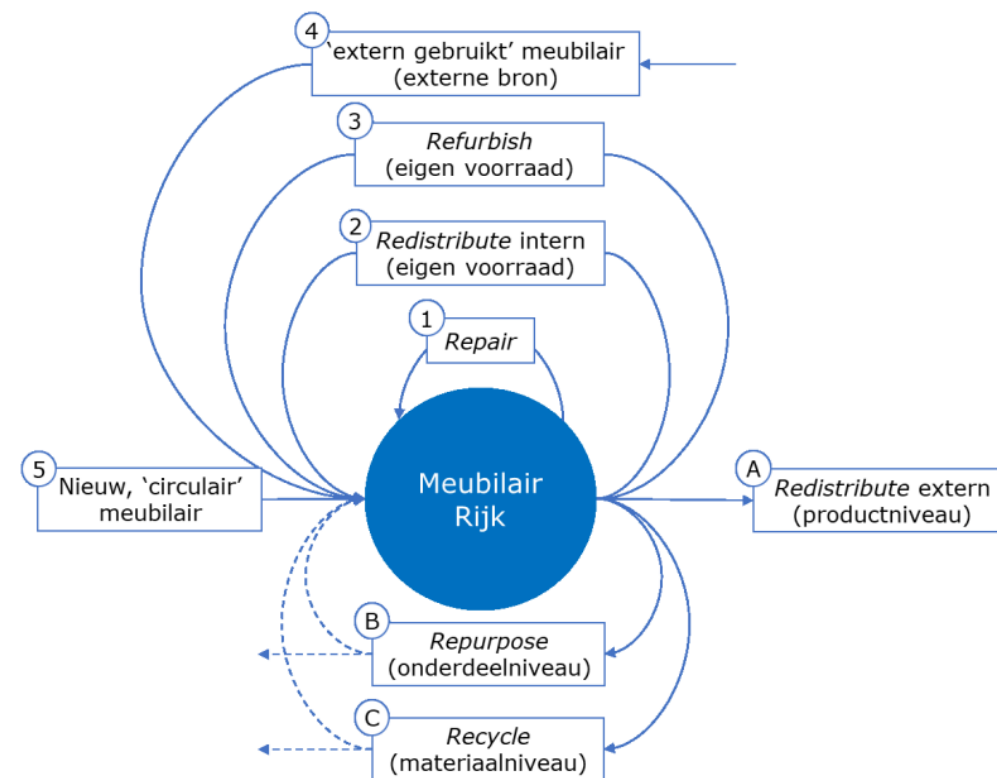 4
‘extern gebruikt’ meubilair
(externe bron)
3
Refurbish
(eigen voorraad)
2
Redistribute intern
(eigen voorraad)
1
Repair
5
Nieuw, ‘circulair’
meubilair
Meubilair
Rijk
A
Redistribute extern
(productniveau)
B
Repurpose
(onderdeelniveau)
C
Recycle
(materiaalniveau)